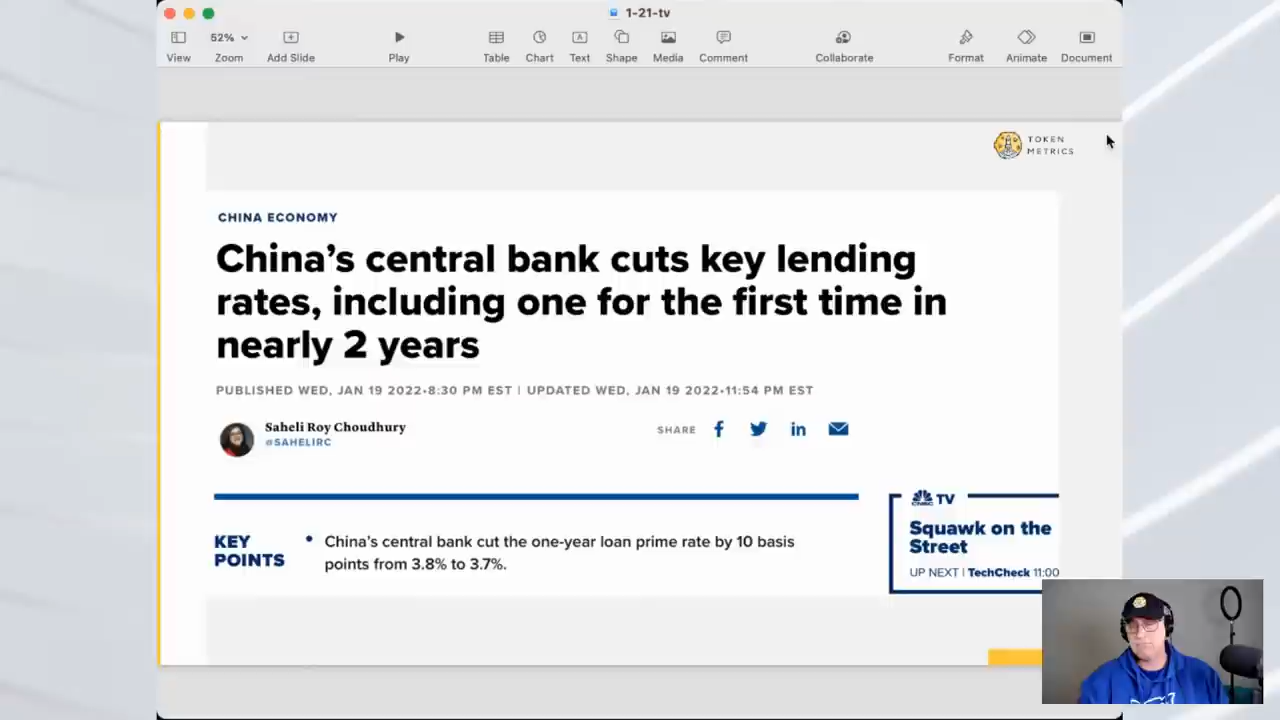 1-21-tv
52%
View
Zoom
Add Slide
Play
Table
Chart
Text
Shape
Media
Comment
Collaborate
Format
Animate
Document
TOKEN
METRICS
CHINA ECONOMY
China's central bank cuts key lending
rates, including one for the first time in
nearly 2 years
PUBLISHED WED, JAN 19 2022•8:30 PM EST | UPDATED WED, JAN 19 2022•11:54 PM EST
Saheli Roy Choudhury
@SAHELIRC
SHARE
KEY
POINTS
• China's central bank cut the one-year loan prime rate by 10 basis
points from 3.8% to 3.7%.
CNBC TV
Squawk on the
Street
UP NEXT | TechCheck 11:00